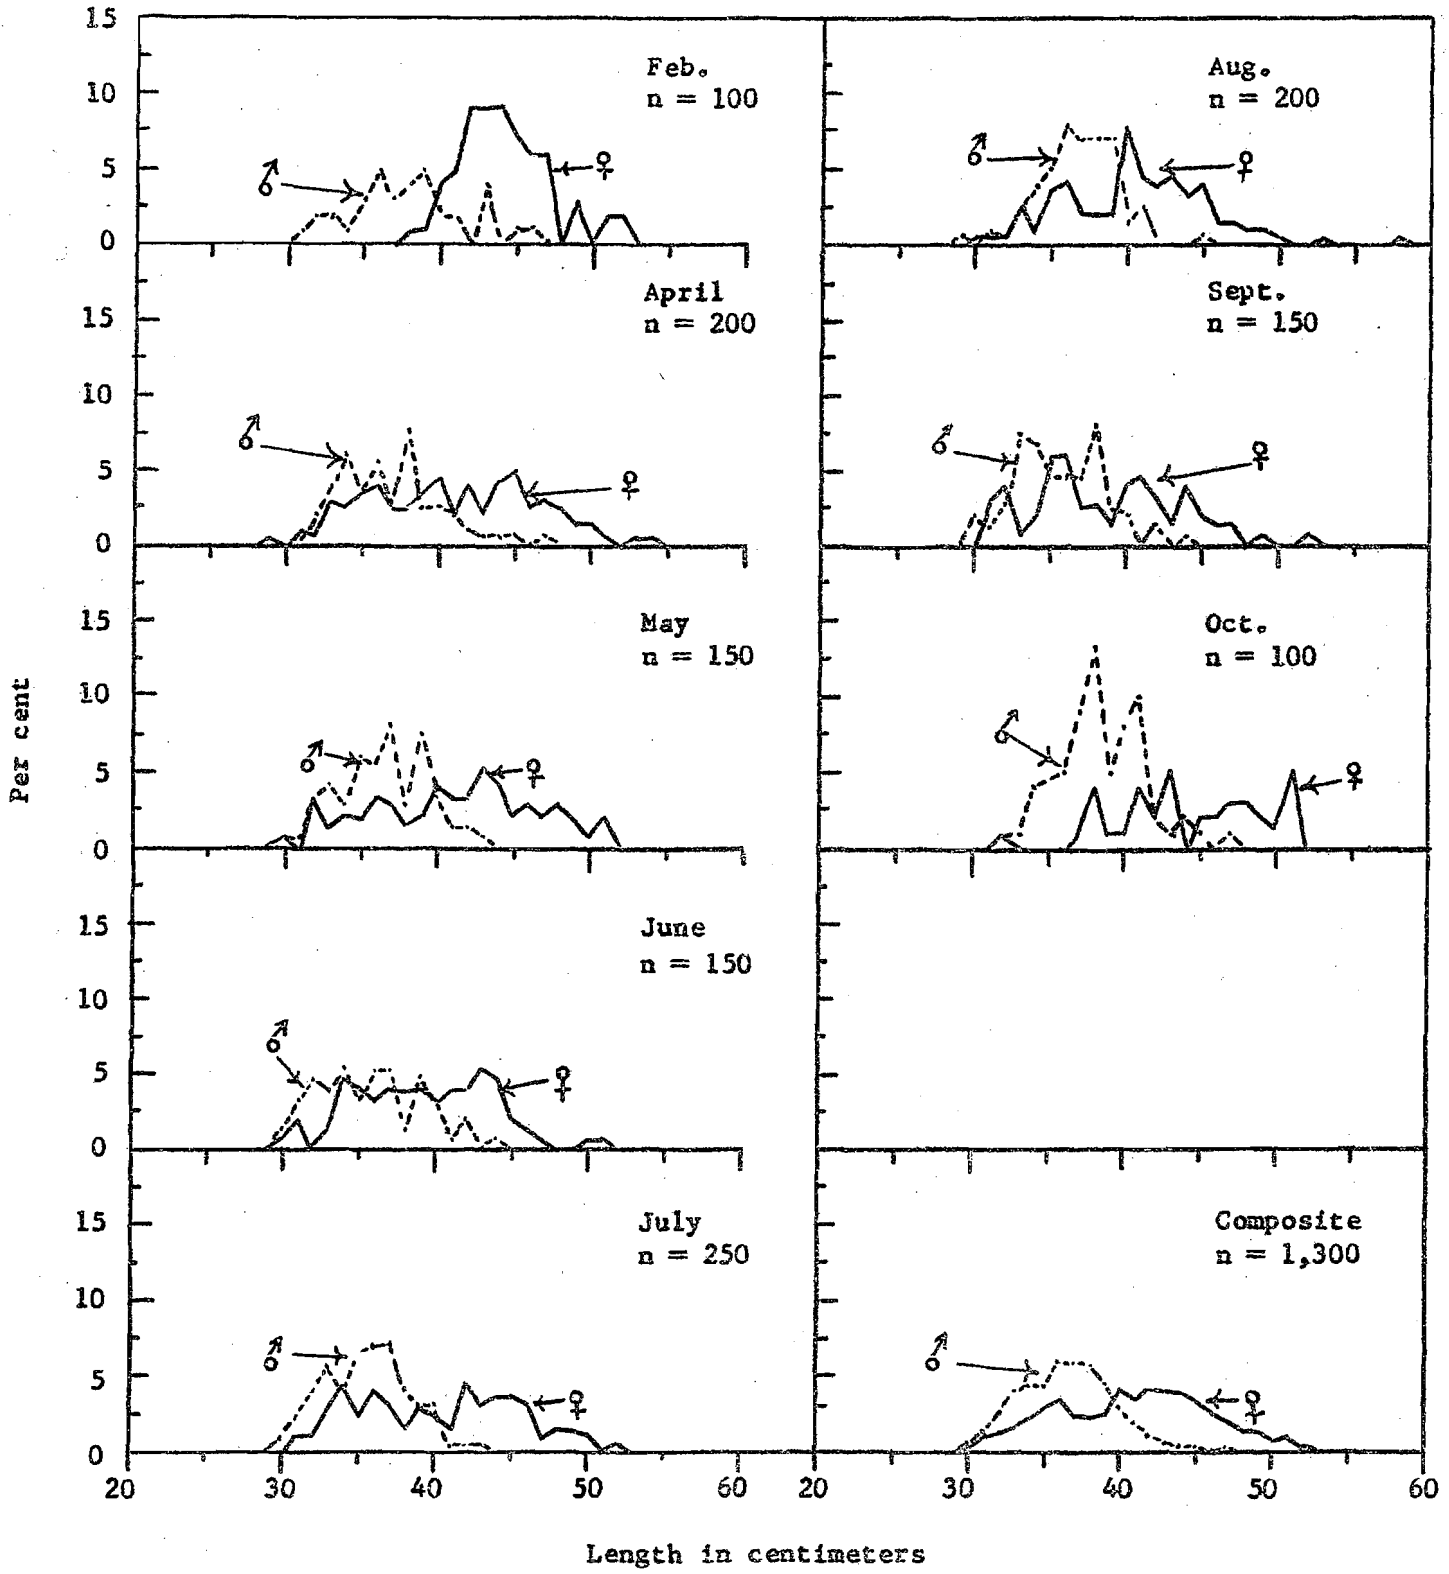 15
10
5
0
Feb.
n = 100
♂
♀
Aug.
n = 200
♂
♀
15
10
5
0
April
n = 200
♂
♀
Sept.
n = 150
♂
♀
15
10
5
0
May
n = 150
♂
♀
Oct.
n = 100
♂
♀
Per cent
15
10
5
0
June
n = 150
♂
♀
15
10
5
0
July
n = 250
♂
♀
Composite
n = 1,300
♂
♀
20 30 40 50 60 20 30 40 50 60
Length in centimeters